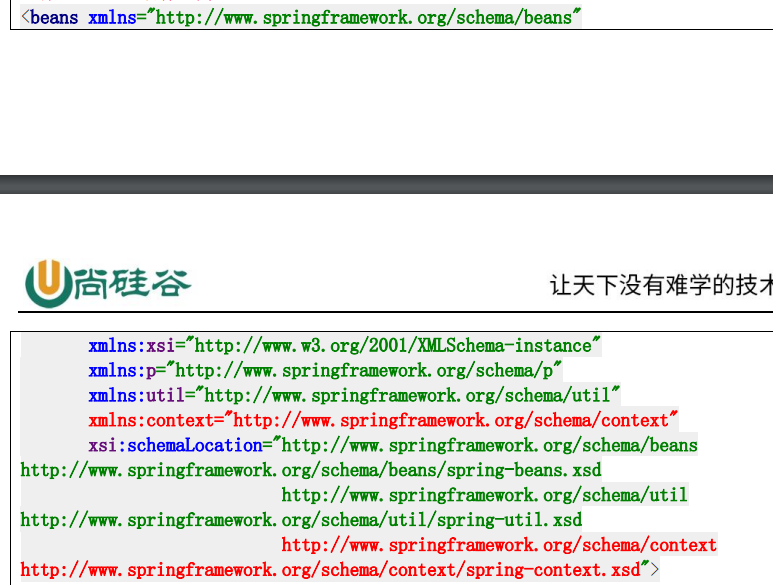 <beans xmlns="http://www.springframework.org/schema/beans"
尚硅谷
让天下没有难学的技术
xmlns:xsi="http://www.w3.org/2001/XMLSchema-instance"
xmlns:p="http://www.springframework.org/schema/p"
xmlns:util="http://www.springframework.org/schema/util"
xmlns:context="http://www.springframework.org/schema/context"
xsi:schemaLocation="http://www.springframework.org/schema/beans
http://www.springframework.org/schema/beans/spring-beans.xsd
http://www.springframework.org/schema/util
http://www.springframework.org/schema/util/spring-util.xsd
http://www.springframework.org/schema/context
http://www.springframework.org/schema/context/spring-context.xsd">